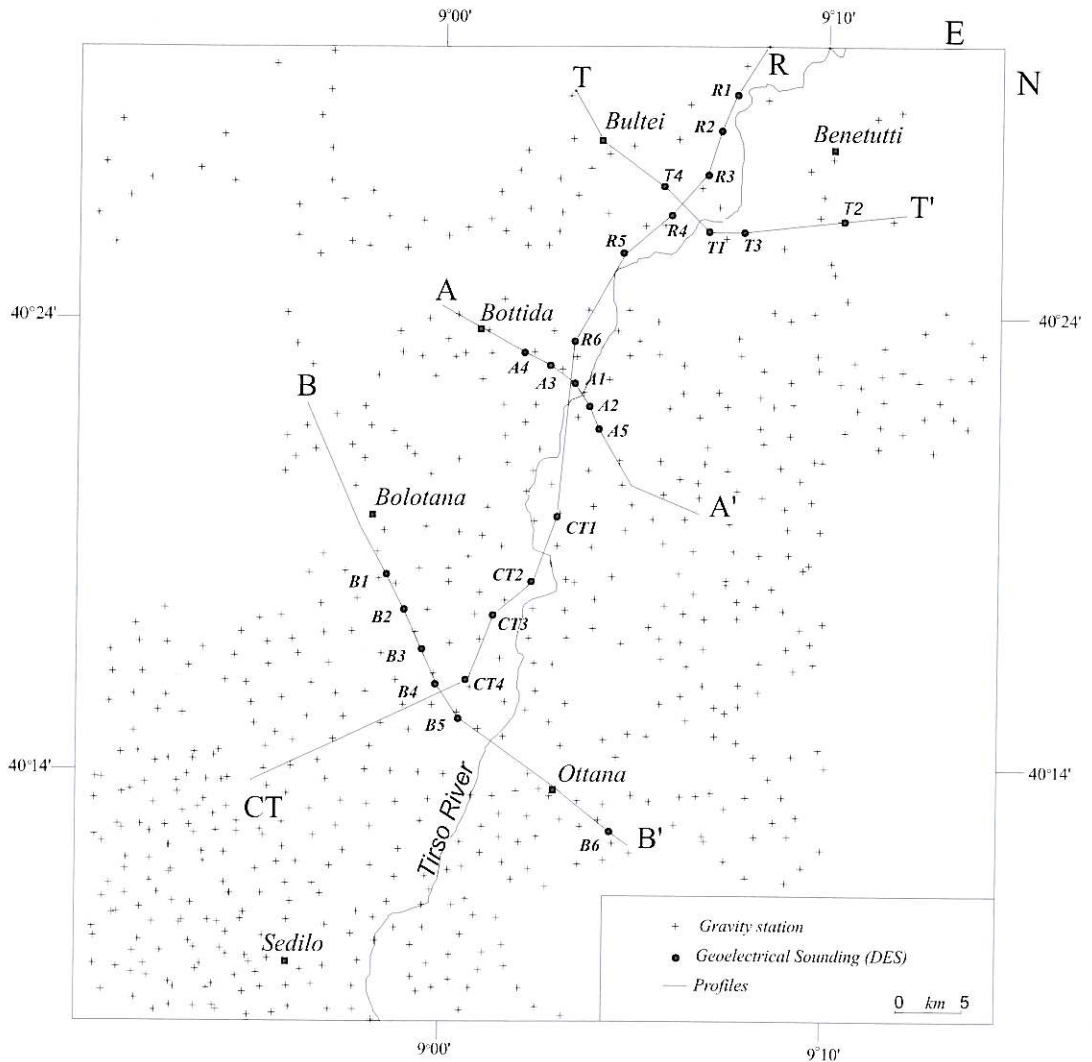 9°00'
9°10'
E
N
T
R
R1
Bultei
R2
Benetutti
T4
R3
T'
T2
R4
T1
T3
R5
A
40°24'
40°24'
Bottida
R6
A4
A3
A1
B
A2
A5
Bolotana
A'
CT1
B1
CT2
B2
CT3
B3
B4
CT4
B5
40°14'
40°14'
Ottana
CT
Tirso River
B6
B'
Sedilo
Gravity station
Geoelectrical Sounding (DES)
Profiles
0 km 5
9°00'
9°10'